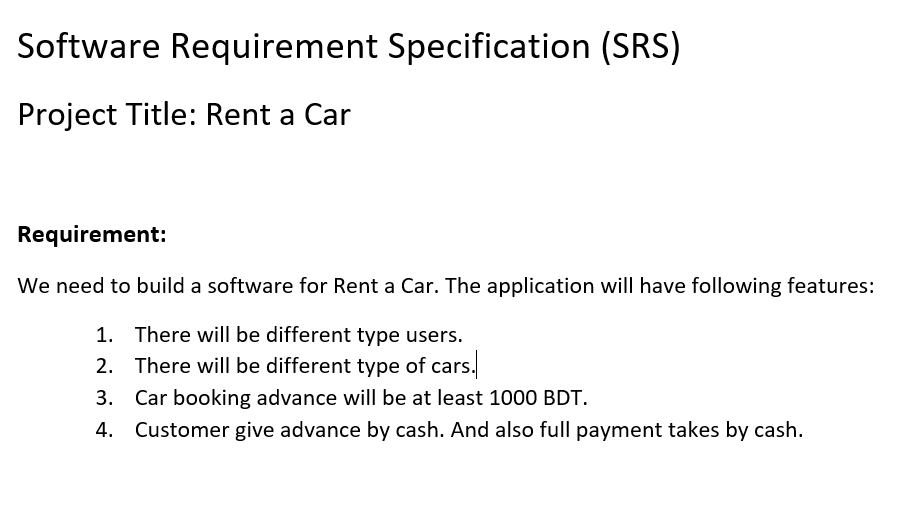 Software Requirement Specification (SRS)
Project Title: Rent a Car
Requirement:
We need to build a software for Rent a Car. The application will have following features:
1. There will be different type users.
2. There will be different type of cars.
3. Car booking advance will be at least 1000 BDT.
4. Customer give advance by cash. And also full payment takes by cash.